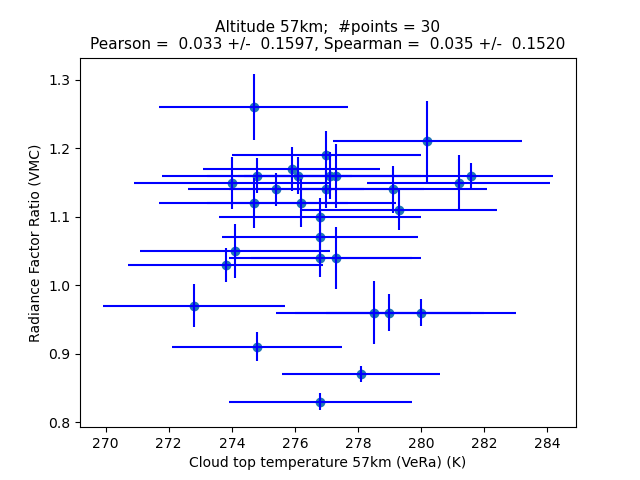 Altitude 57km;  #points = 30
Pearson =  0.033 +/-  0.1597, Spearman =  0.035 +/-  0.1520
1.3
1.2
1.1
1.0
0.9
0.8
Radiance Factor Ratio (VMC)
270 272 274 276 278 280 282 284
Cloud top temperature 57km (VeRa) (K)